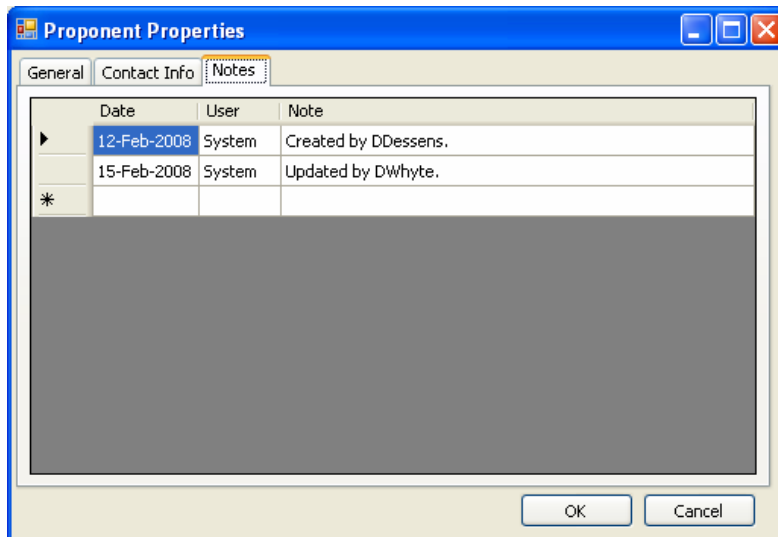 Proponent Properties
General Contact Info Notes
Date User Note
12-Feb-2008 System Created by DDessens.
15-Feb-2008 System Updated by DWhyte.
OK Cancel